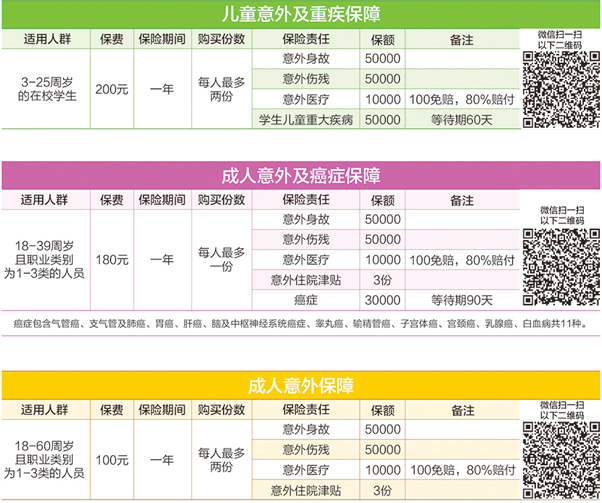 儿童意外及重疾保障
适用人群 保费 保险期间 购买份数 保险责任 保额 备注
3-25周岁
的在校学生
200元
一年
每人最多
两份
意外身故 50000
意外伤残 50000
意外医疗 10000 100免赔，80%赔付
学生儿童重大疾病 50000 等待期60天
微信扫一扫
以下二维码
成人意外及癌症保障
适用人群 保费 保险期间 购买份数 保险责任 保额 备注
18-39周岁
且职业类别
为1-3类的人员
180元
一年
每人最多
一份
意外身故 50000
意外伤残 50000
意外医疗 10000 100免赔，80%赔付
意外住院津贴 3份
癌症 30000 等待期90天
微信扫一扫
以下二维码
癌症包含气管癌、支气管及肺癌、胃癌、肝癌、脑及中枢神经系统癌症、睾丸癌、输精管癌、子宫体癌、宫颈癌、乳腺癌、白血病共11种。
成人意外保障
适用人群 保费 保险期间 购买份数 保险责任 保额 备注
18-60周岁
且职业类别
为1-3类的人员
100元
一年
每人最多
两份
意外身故 50000
意外伤残 50000
意外医疗 10000 100免赔，80%赔付
意外住院津贴 3份
微信扫一扫
以下二维码